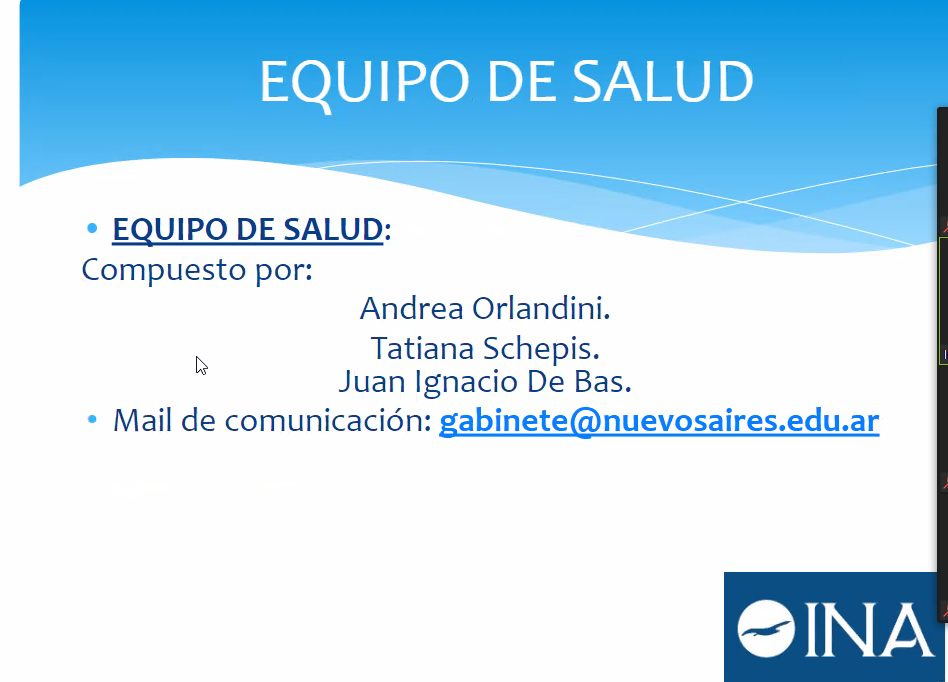 EQUIPO DE SALUD
• EQUIPO DE SALUD:
Compuesto por:
Andrea Orlandini.
Tatiana Schepis.
Juan Ignacio De Bas.
• Mail de comunicación: gabinete@nuevosaires.edu.ar
INA